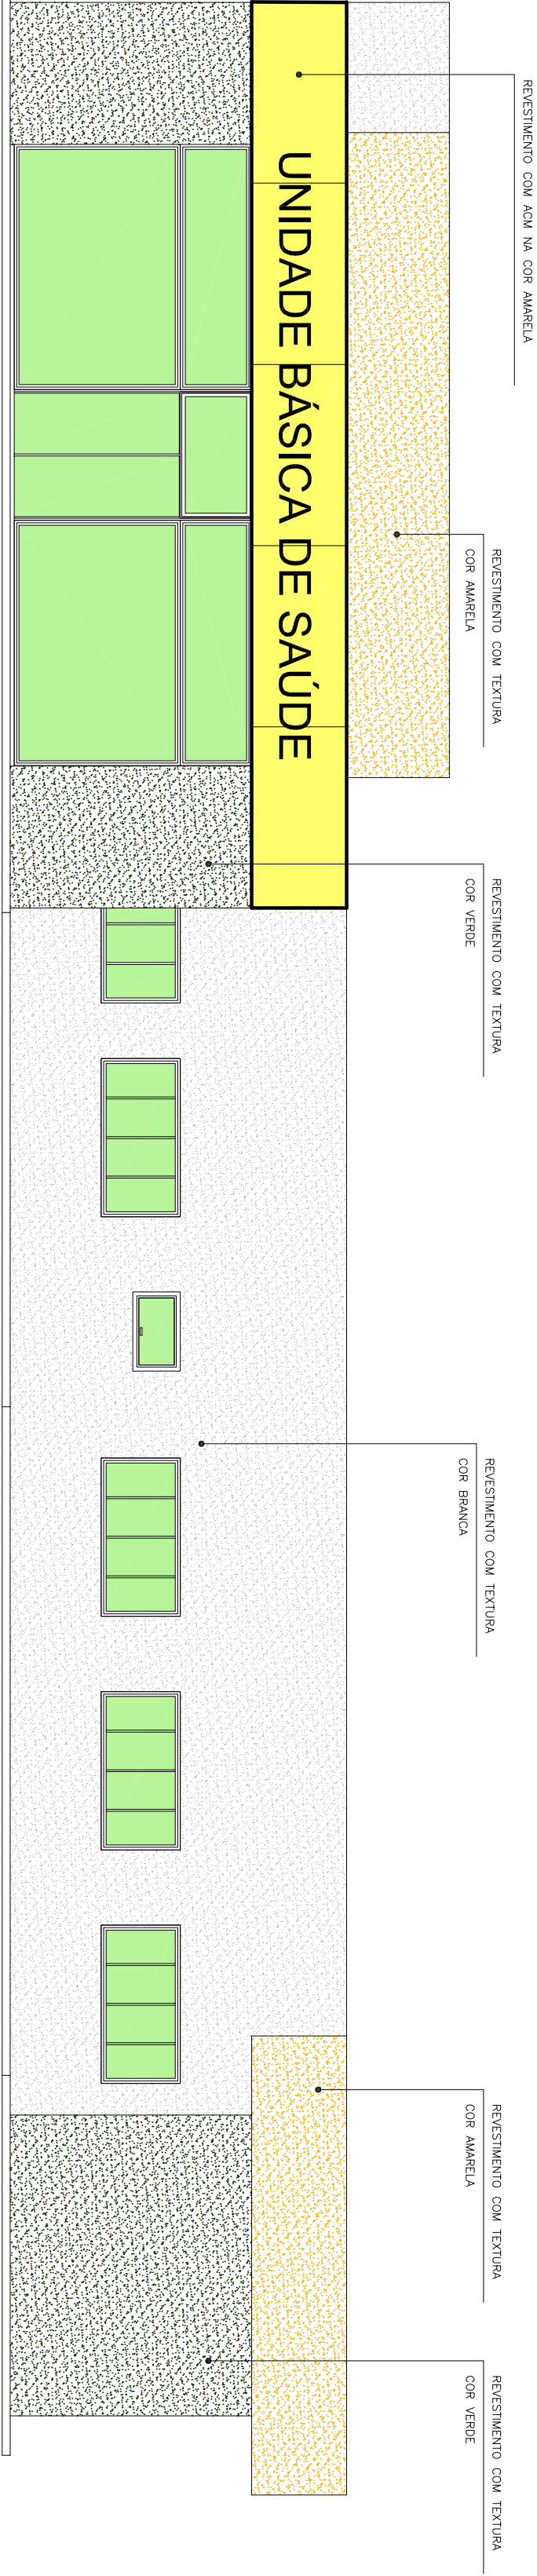 REVESTIMENTO COM ACM NA COR AMARELA
REVESTIMENTO COM TEXTURA
COR AMARELA
REVESTIMENTO COM TEXTURA
COR VERDE
REVESTIMENTO COM TEXTURA
COR BRANCA
REVESTIMENTO COM TEXTURA
COR AMARELA
REVESTIMENTO COM TEXTURA
COR VERDE
UNIDADE BÁSICA DE SAÚDE